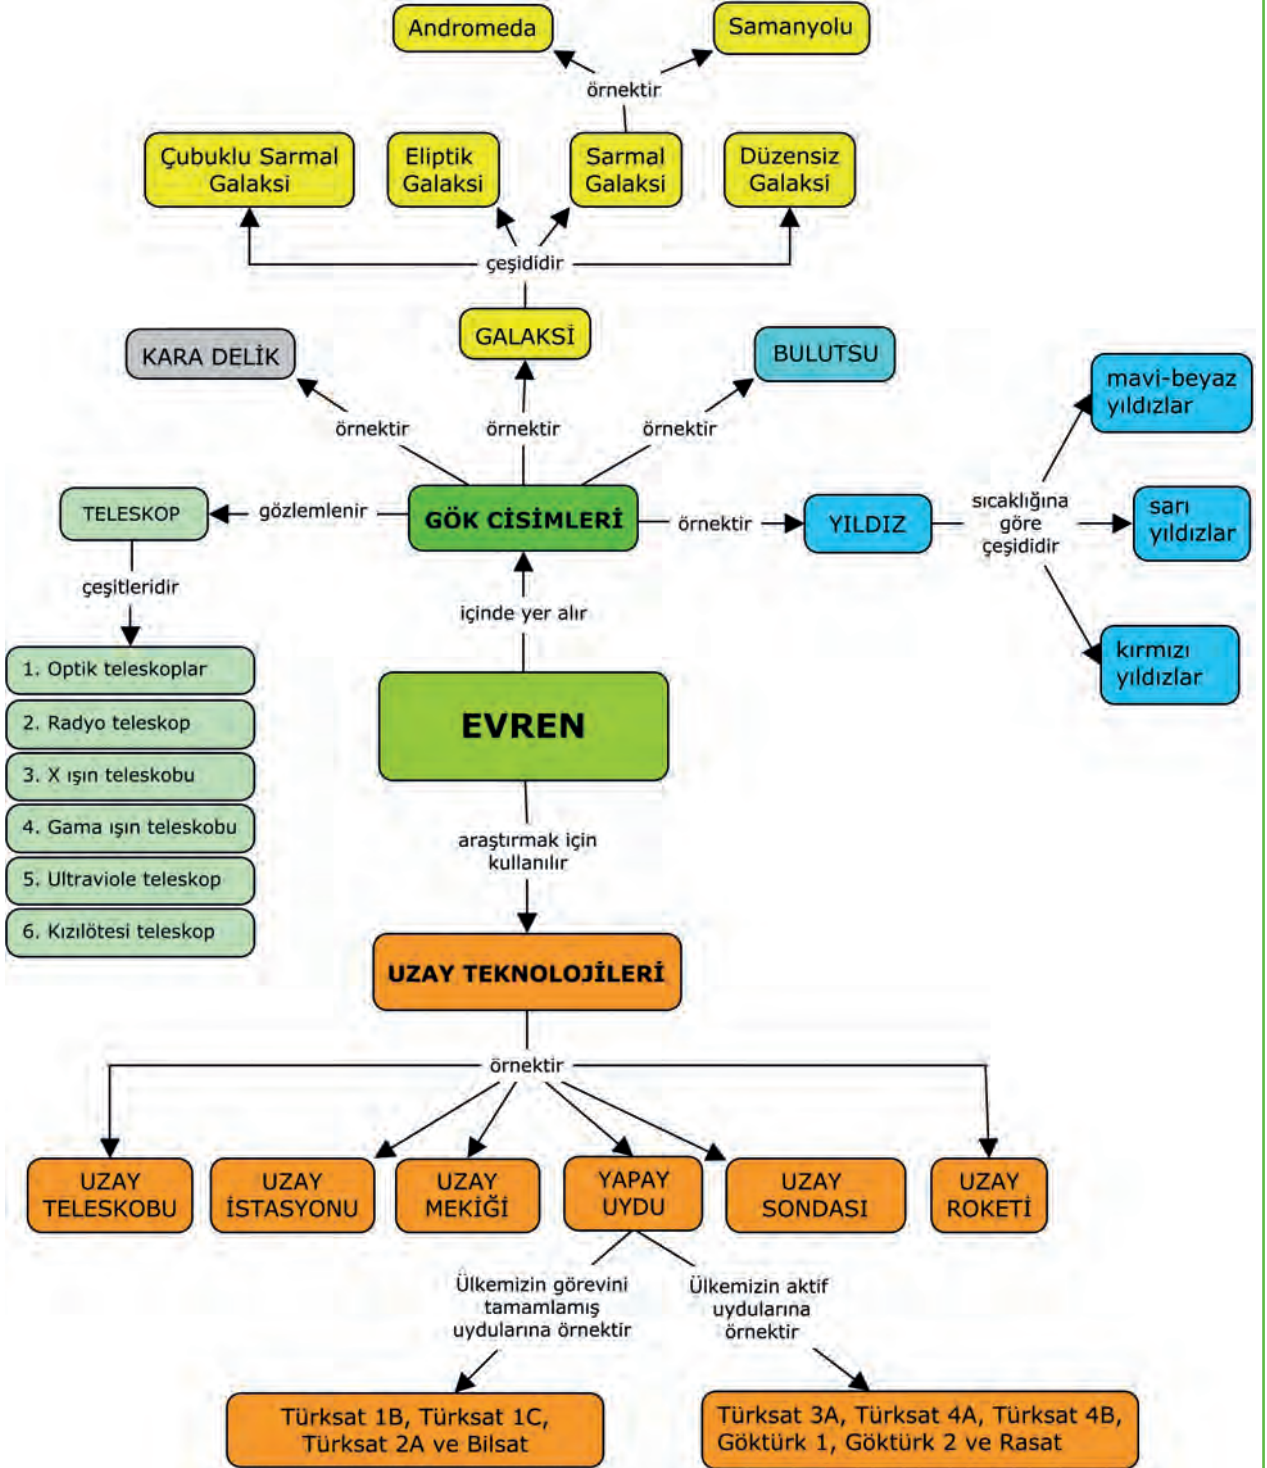 Andromeda
Samanyolu
örnektir
Çubuklu Sarmal
Galaksi
Eliptik
Galaksi
Sarmal
Galaksi
Düzensiz
Galaksi
çeşididir
GALAKSİ
KARA DELİK
BULUTSU
örnektir
örnektir
örnektir
TELESKOP
gözlemlenir
GÖK CİSİMLERİ
örnektir
YILDIZ
sıcaklığına
göre
çeşididir
mavi-beyaz
yıldızlar
sarı
yıldızlar
kırmızı
yıldızlar
çeşitleridir
1. Optik teleskoplar
2. Radyo teleskop
3. X ışın teleskobu
4. Gama ışın teleskobu
5. Ultraviole teleskop
6. Kızılötesi teleskop
içinde yer alır
EVREN
araştırmak için
kullanılır
UZAY TEKNOLOJİLERİ
örnektir
UZAY
TELESKOBU
UZAY
İSTASYONU
UZAY
MEKİĞİ
YAPAY
UYDU
UZAY
SONDASI
UZAY
ROKETİ
Ülkemizin görevini
tamamlamış
uydularına örnektir
Ülkemizin aktif
uydularına
örnektir
Türksat 1B, Türksat 1C,
Türksat 2A ve Bilsat
Türksat 3A, Türksat 4A, Türksat 4B,
Göktürk 1, Göktürk 2 ve Rasat